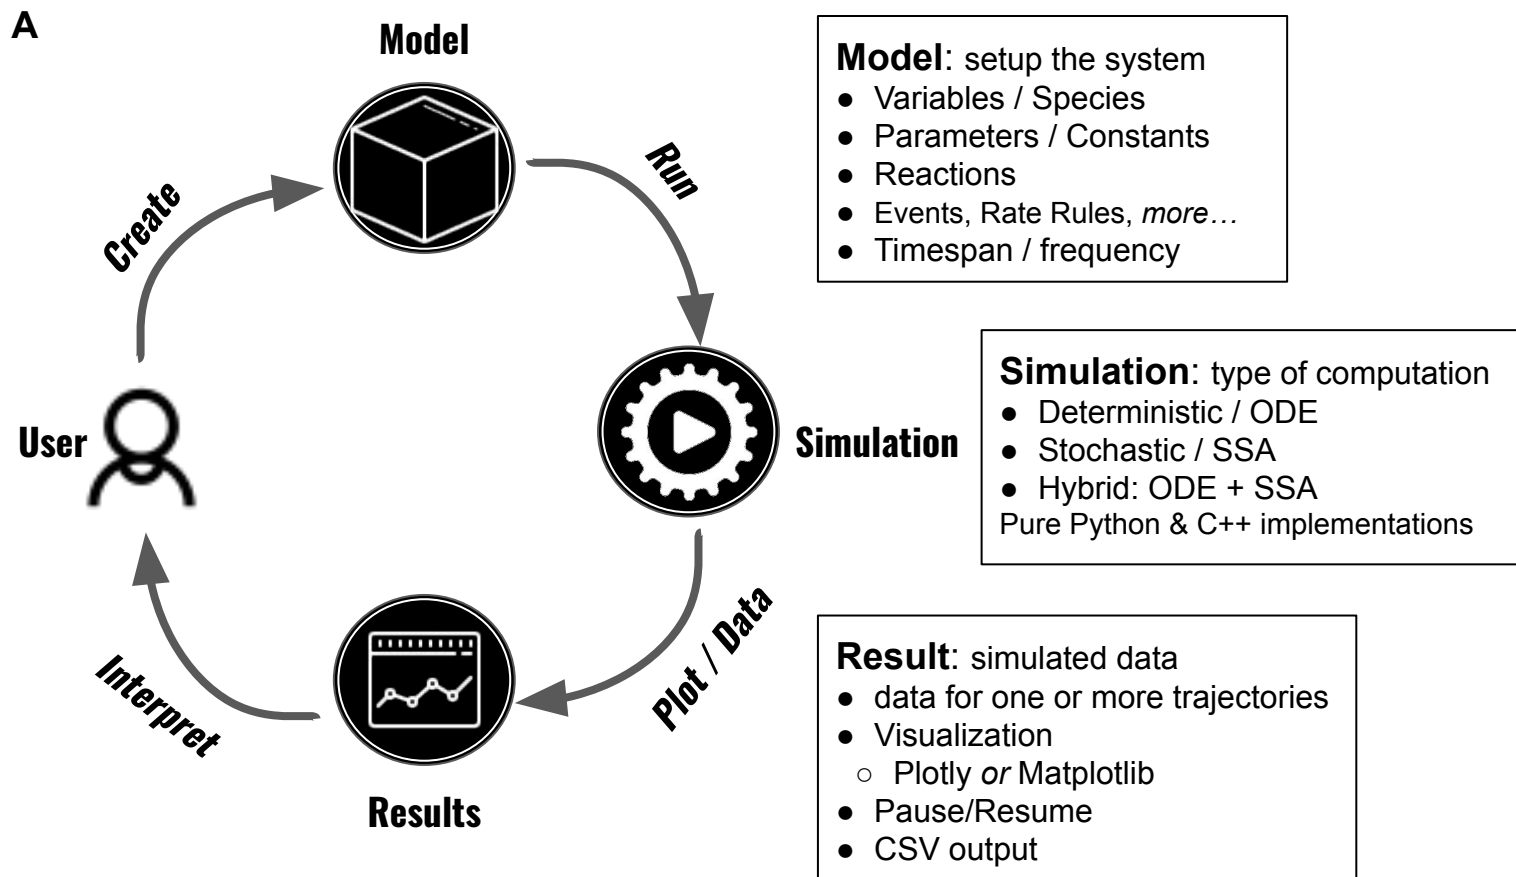 A
Model
Create
Run
User
Simulation
Interpret
Plot / Data
Results
Model: setup the system
● Variables / Species
● Parameters / Constants
● Reactions
● Events, Rate Rules, more…
● Timespan / frequency
Simulation: type of computation
● Deterministic / ODE
● Stochastic / SSA
● Hybrid: ODE + SSA
Pure Python & C++ implementations
Result: simulated data
● data for one or more trajectories
● Visualization
○ Plotly or Matplotlib
● Pause/Resume
● CSV output